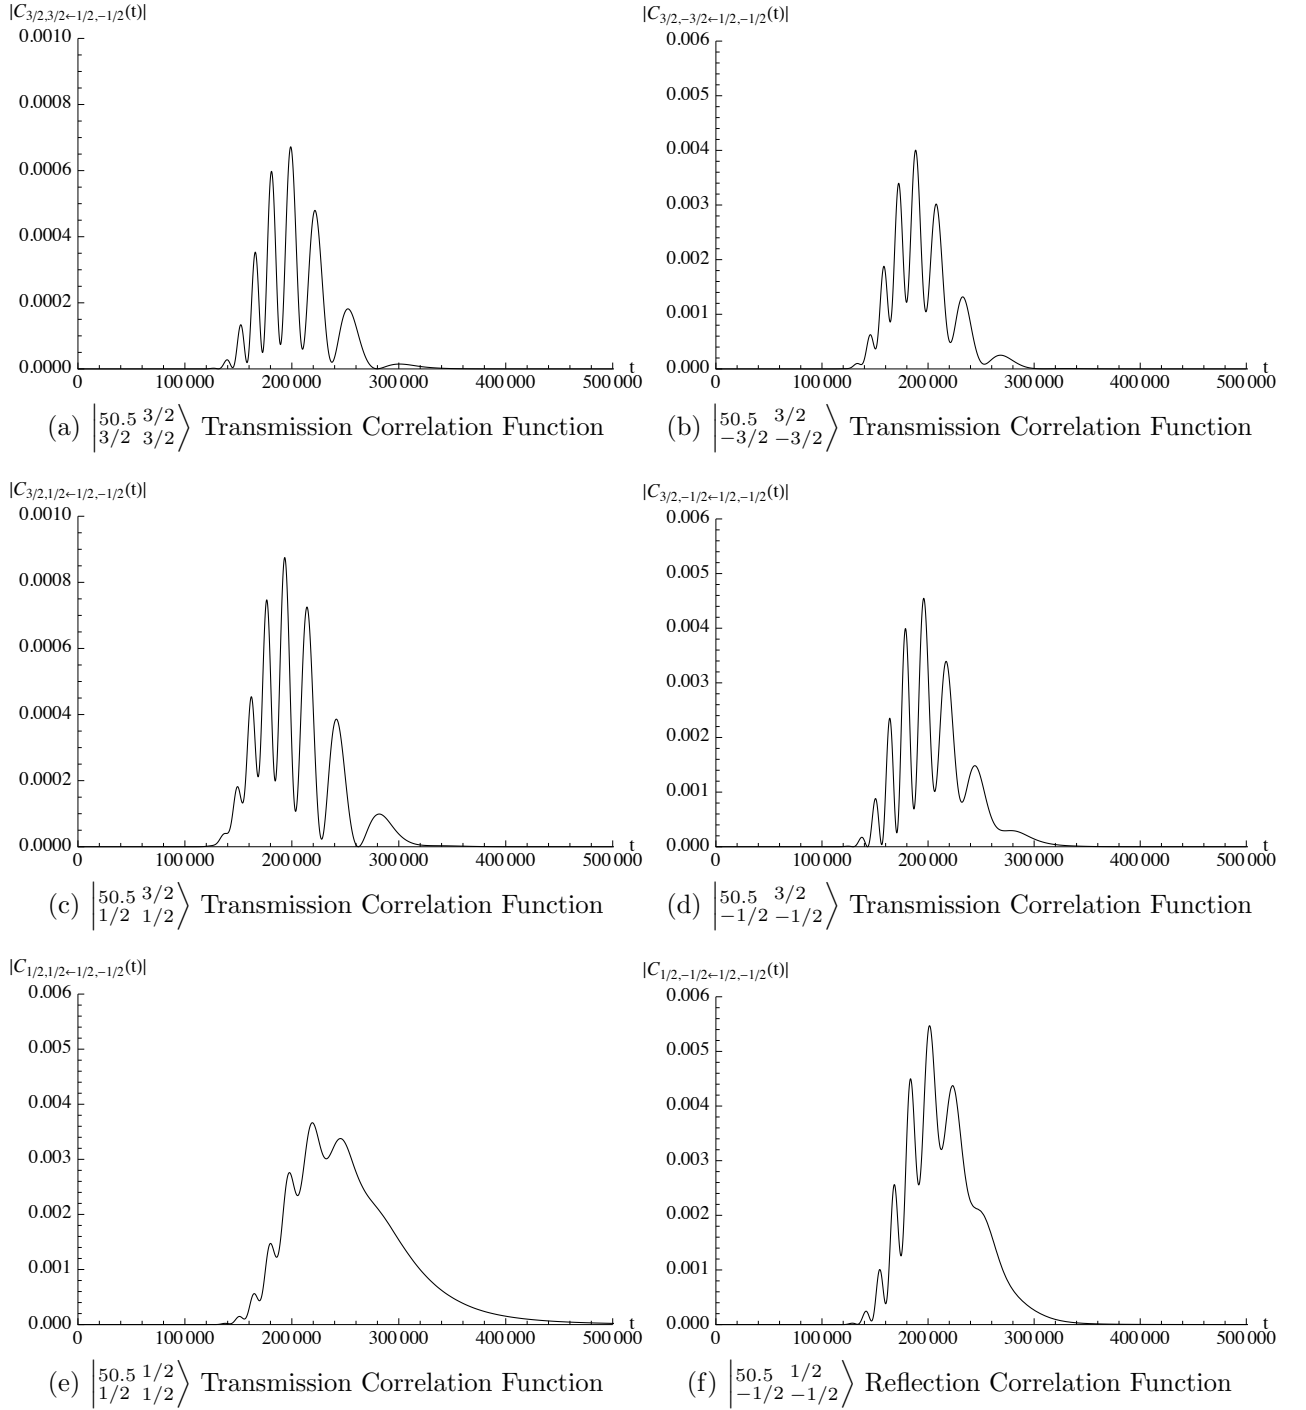 |C3/2,3/2←1/2,−1/2(t)|
0.0010
0.0008
0.0006
0.0004
0.0002
0.0000
0 100 000 200 000 300 000 400 000 500 000 t
(a) |50.5 3/2 3/2 3/2⟩ Transmission Correlation Function
|C3/2,−3/2←1/2,−1/2(t)|
0.006
0.005
0.004
0.003
0.002
0.001
0.000
0 100 000 200 000 300 000 400 000 500 000 t
(b) |50.5 3/2 −3/2 −3/2⟩ Transmission Correlation Function
|C3/2,1/2←1/2,−1/2(t)|
0.0010
0.0008
0.0006
0.0004
0.0002
0.0000
0 100 000 200 000 300 000 400 000 500 000 t
(c) |50.5 3/2 1/2 1/2⟩ Transmission Correlation Function
|C3/2,−1/2←1/2,−1/2(t)|
0.006
0.005
0.004
0.003
0.002
0.001
0.000
0 100 000 200 000 300 000 400 000 500 000 t
(d) |50.5 3/2 −1/2 −1/2⟩ Transmission Correlation Function
|C1/2,1/2←1/2,−1/2(t)|
0.006
0.005
0.004
0.003
0.002
0.001
0.000
0 100 000 200 000 300 000 400 000 500 000 t
(e) |50.5 1/2 1/2 1/2⟩ Transmission Correlation Function
|C1/2,−1/2←1/2,−1/2(t)|
0.006
0.005
0.004
0.003
0.002
0.001
0.000
0 100 000 200 000 300 000 400 000 500 000 t
(f) |50.5 1/2 −1/2 −1/2⟩ Reflection Correlation Function